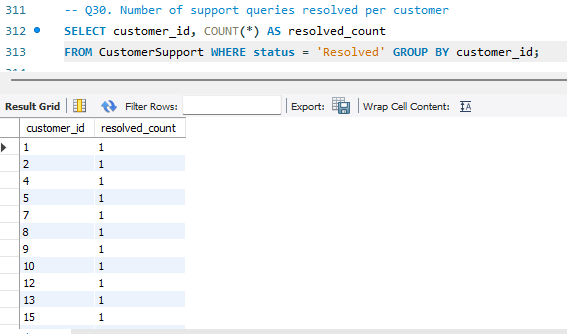 311 -- Q30. Number of support queries resolved per customer
312 SELECT customer_id, COUNT(*) AS resolved_count
313 FROM CustomerSupport WHERE status = 'Resolved' GROUP BY customer_id;
Result Grid Filter Rows: Export: Wrap Cell Content: IA
customer_id resolved_count
1 1
2 1
4 1
5 1
7 1
8 1
9 1
10 1
12 1
13 1
15 1